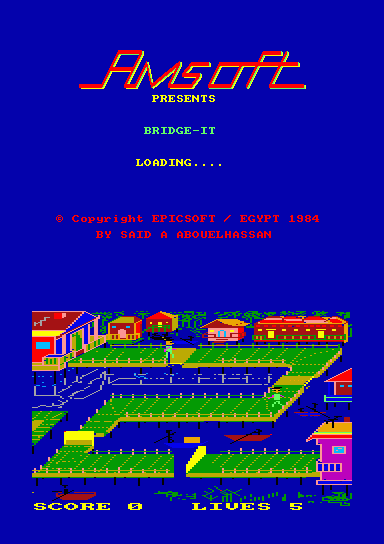 AMSOFT
PRESENTS
BRIDGE-IT
LOADING....
© Copyright EPICSOFT / EGYPT 1984
BY SAID A ABOUELHASSAN
SCORE 0 LIVES 5